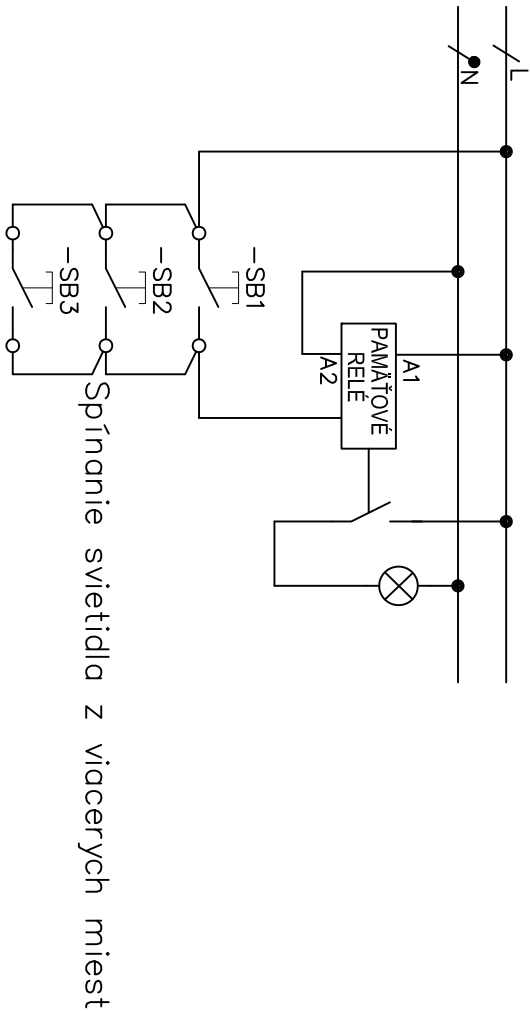 L
N
A1
PAMÄŤOVÉ
RELÉ
A2
-SB1
-SB2
-SB3
Spínanie svietidla z viacerych miest